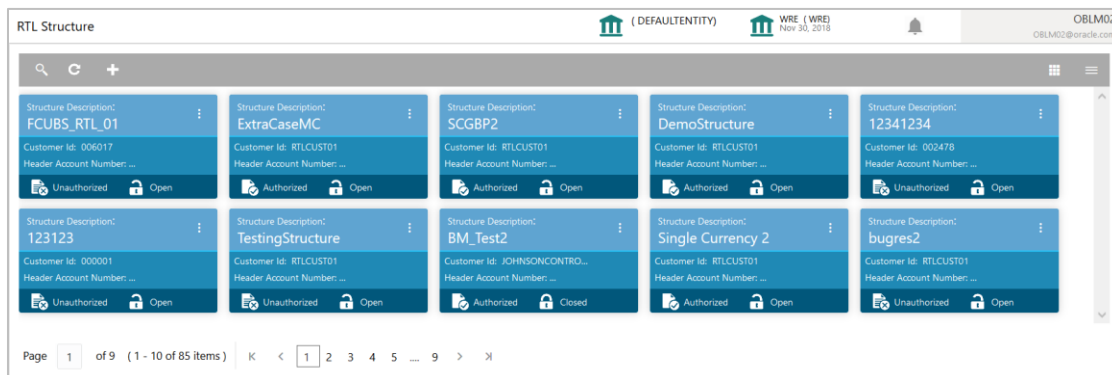 RTL Structure
( DEFAULTENTITY)
WRE ( WRE)
Nov 30, 2018
OBLM02
OBLM02@oracle.com
Structure Description:
FCUBS_RTL_01
Customer Id: 006017
Header Account Number: ...
Unauthorized Open
Structure Description:
ExtraCaseMC
Customer Id: RTLCUST01
Header Account Number: ...
Authorized Open
Structure Description:
SCGBP2
Customer Id: RTLCUST01
Header Account Number: ...
Authorized Open
Structure Description:
DemoStructure
Customer Id: RTLCUST01
Header Account Number: ...
Authorized Open
Structure Description:
12341234
Customer Id: 002478
Header Account Number: ...
Unauthorized Open
Structure Description:
123123
Customer Id: 000001
Header Account Number: ...
Unauthorized Open
Structure Description:
TestingStructure
Customer Id: RTLCUST01
Header Account Number: ...
Unauthorized Open
Structure Description:
BM_Test2
Customer Id: JOHNSONCONTRO...
Header Account Number: ...
Authorized Closed
Structure Description:
Single Currency 2
Customer Id: RTLCUST01
Header Account Number: ...
Authorized Open
Structure Description:
bugres2
Customer Id: RTLCUST01
Header Account Number: ...
Unauthorized Open
Page 1 of 9 ( 1 - 10 of 85 items ) 1 2 3 4 5 .... 9